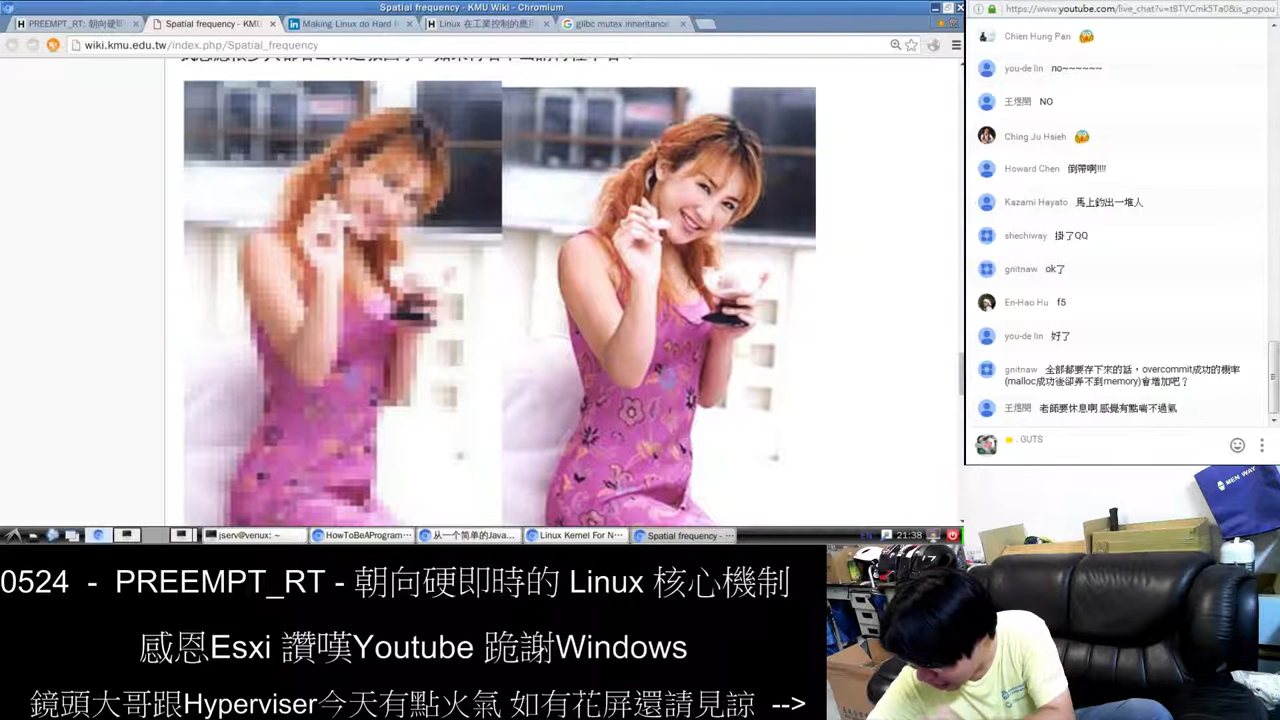 Spatial frequency - KMU Wiki - Chromium
PREEMPT_RT: 朝向硬即
Spatial frequency - KMU
Making Linux do Hard
Linux 在工業控制的應
glibc mutex inheritance
wiki.kmu.edu.tw/index.php/Spatial_frequency
https://www.youtube.com/live_chat?v=t8TVCmk5Ta0&is_popou
Chien Hung Pan
you-de lin no~~~~~~
NO
Ching Ju Hsieh
Howard Chen 倒帶喇!!!!
Kazami Hayato 馬上釣出一堆人
shechiway 掛了QQ
gnitnaw ok了
En-Hao Hu f5
you-de lin 好了
gnitnaw 全部都要存下來的話，overcommit成功的機率
(malloc成功後卻弄不到memory)會增加吧？
老師要休息啊 感覺有點喘不過氣
. GUTS
jserv@venux: ~
HowToBeAProgram...
从一个简单的Java...
Linux Kernel For N...
Spatial frequency - ...
EN
21:38
MEN WAY
0524 - PREEMPT_RT - 朝向硬即時的 Linux 核心機制
感恩Esxi 讚嘆Youtube 跪謝Windows
鏡頭大哥跟Hyperviser今天有點火氣 如有花屏還請見諒 -->